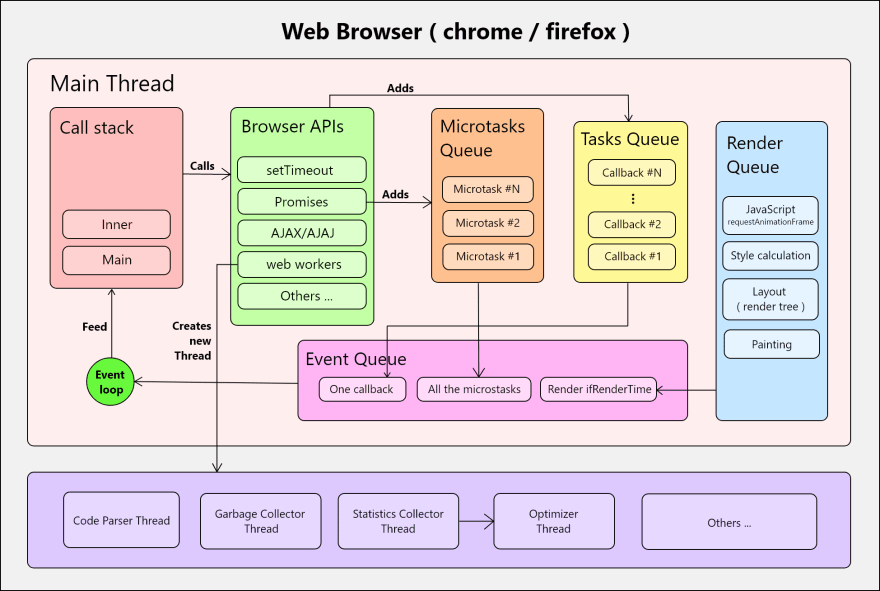 Web Browser ( chrome / firefox )
Main Thread
Adds
Call stack
Inner
Main
Calls
Browser APIs
setTimeout
Promises
AJAX/AJAJ
web workers
Others ...
Adds
Microtasks
Queue
Microtask #N
Microtask #2
Microtask #1
Tasks Queue
Callback #N
⋮
Callback #2
Callback #1
Render
Queue
JavaScript
requestAnimationFrame
Style calculation
Layout
( render tree )
Painting
Feed
Creates
new
Thread
Event
loop
Event Queue
One callback
All the microstasks
Render ifRenderTime
Code Parser Thread
Garbage Collector
Thread
Statistics Collector
Thread
Optimizer
Thread
Others ...